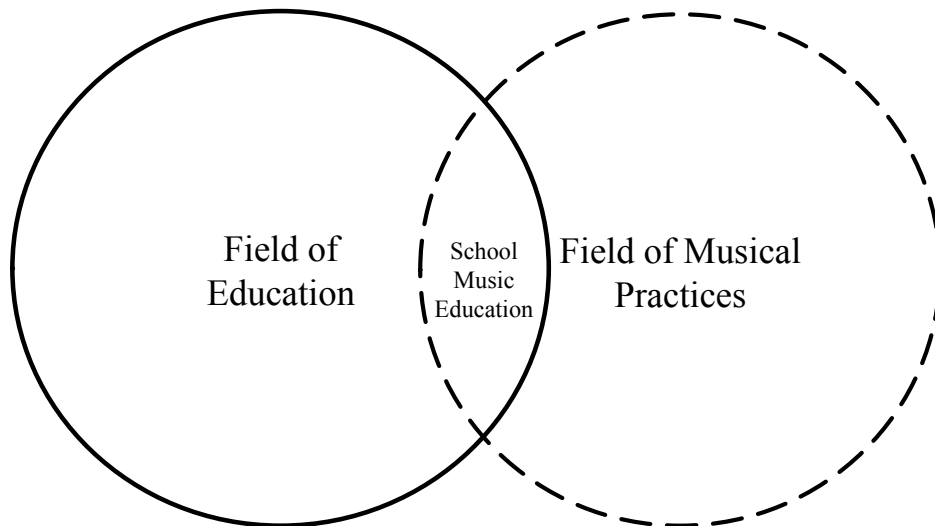 Field of
Education
School
Music
Education
Field of Musical
Practices